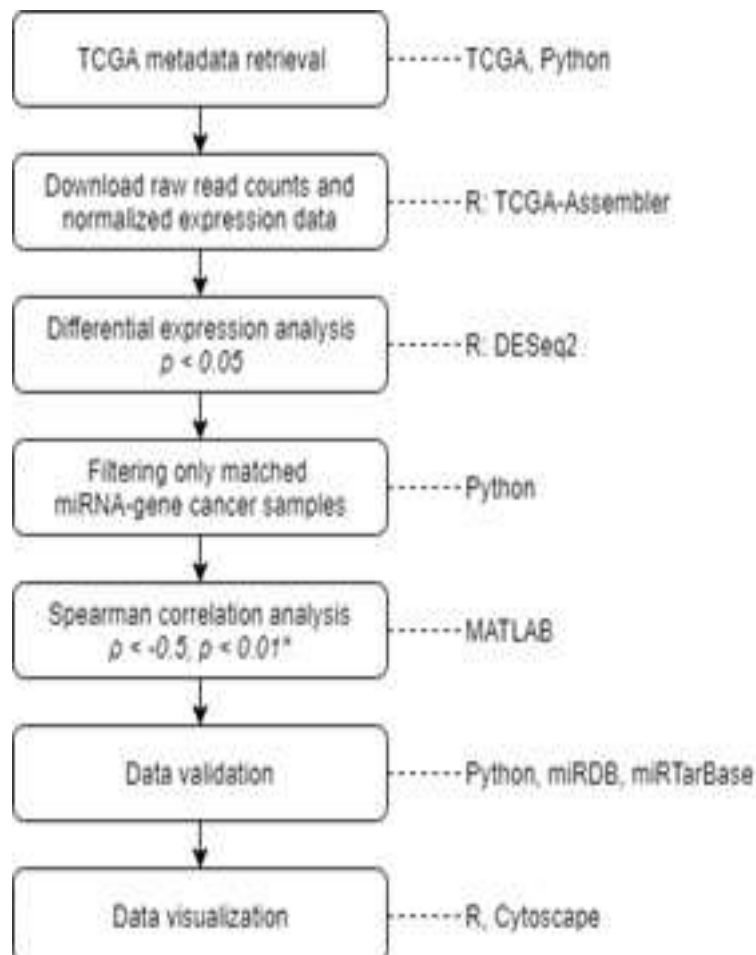 TCGA metadata retrieval
TCGA, Python
Download raw read counts and
normalized expression data
R: TCGA-Assembler
Differential expression analysis
p < 0.05
R: DESeq2
Filtering only matched
miRNA-gene cancer samples
Python
Spearman correlation analysis
ρ < -0.5, p < 0.01*
MATLAB
Data validation
Python, miRDB, miRTarBase
Data visualization
R, Cytoscape